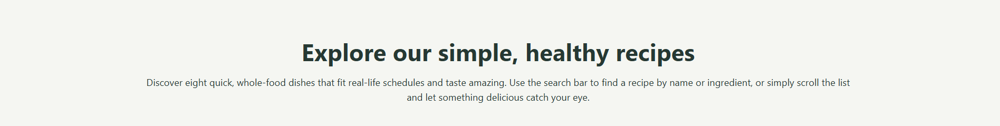 Explore our simple, healthy recipes
Discover eight quick, whole-food dishes that fit real-life schedules and taste amazing. Use the search bar to find a recipe by name or ingredient, or simply scroll the list
and let something delicious catch your eye.